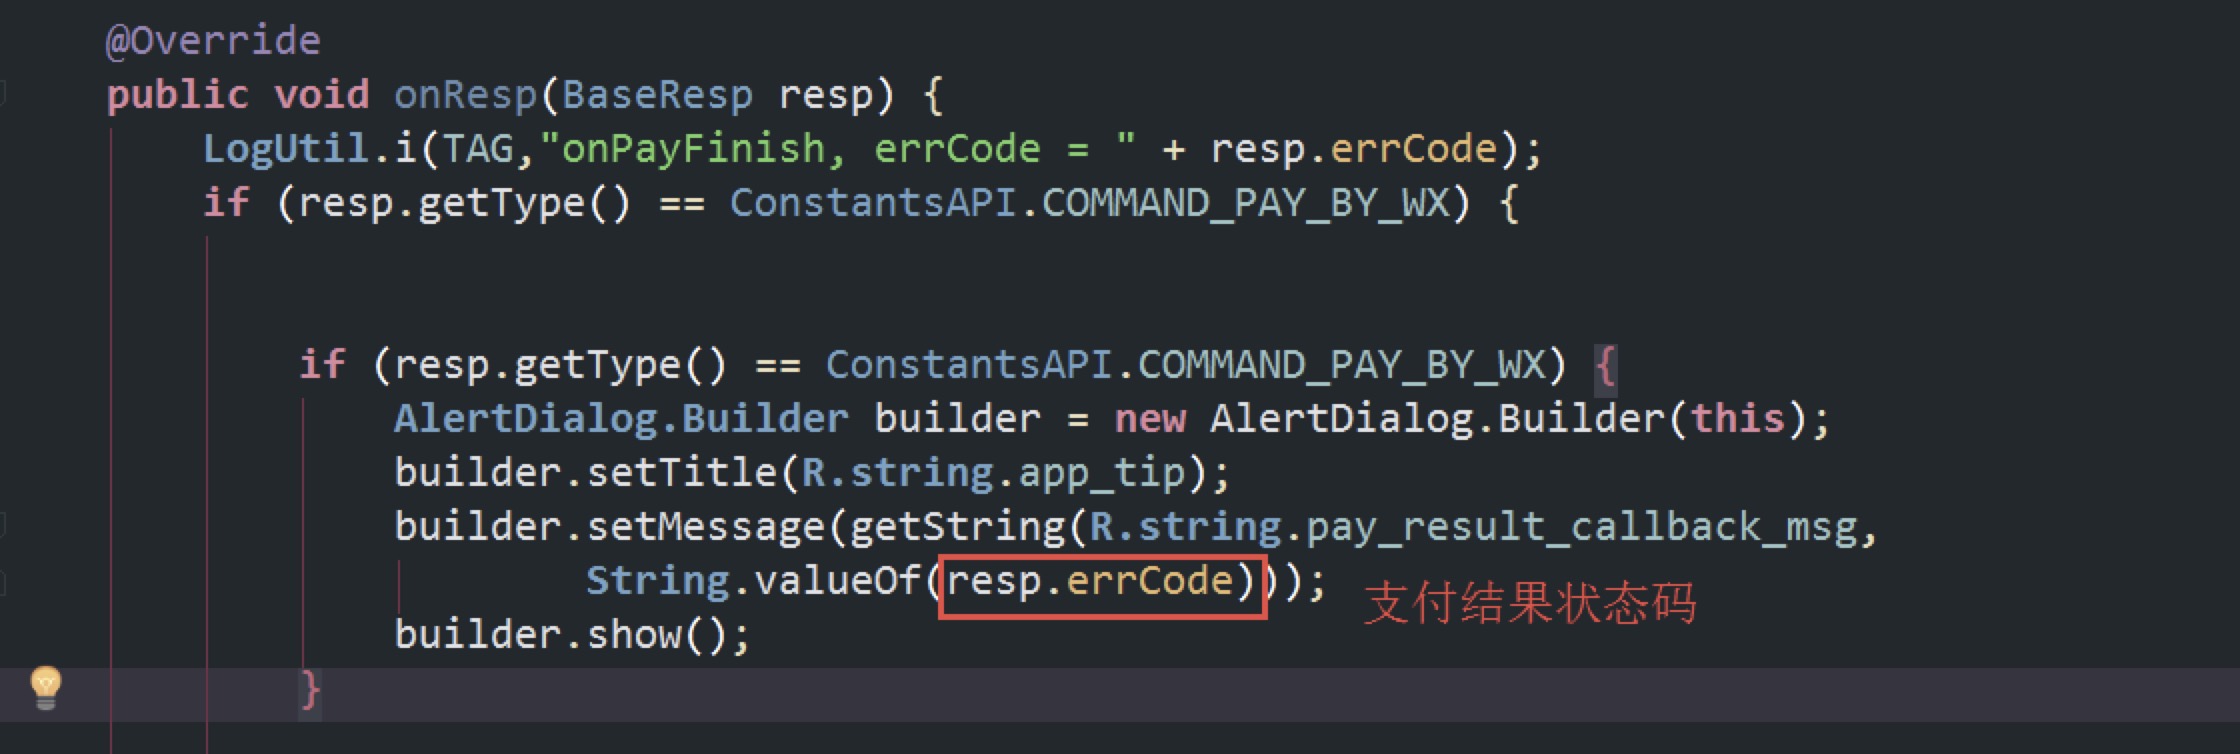 @Override
public void onResp(BaseResp resp) {
LogUtil.i(TAG,"onPayFinish, errCode = " + resp.errCode);
if (resp.getType() == ConstantsAPI.COMMAND_PAY_BY_WX) {
if (resp.getType() == ConstantsAPI.COMMAND_PAY_BY_WX) {
AlertDialog.Builder builder = new AlertDialog.Builder(this);
builder.setTitle(R.string.app_tip);
builder.setMessage(getString(R.string.pay_result_callback_msg,
String.valueOf(resp.errCode))); 支付结果状态码
builder.show();
}